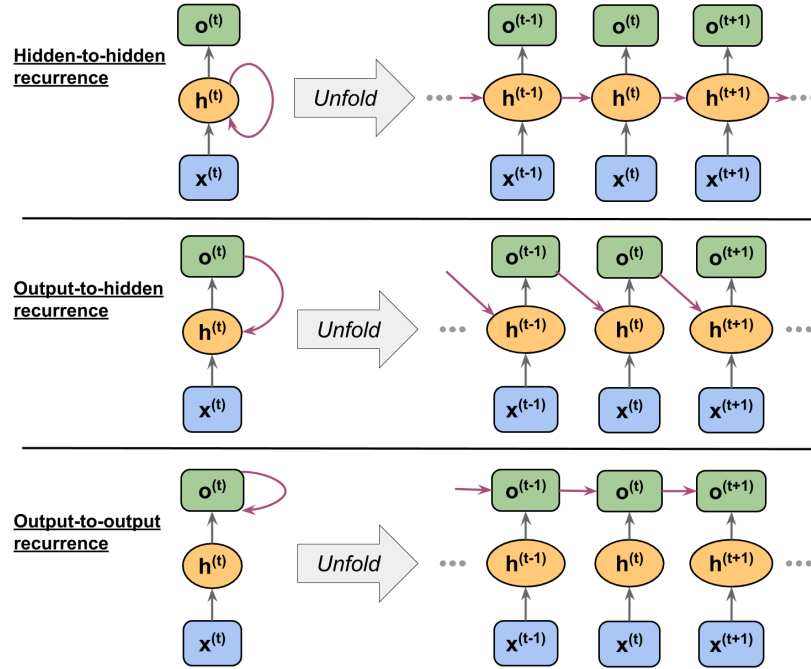 o^(t) o^(t-1) o^(t) o^(t+1)
Hidden-to-hidden
recurrence
h^(t) Unfold h^(t-1) h^(t) h^(t+1)
x^(t) x^(t-1) x^(t) x^(t+1)
o^(t) o^(t-1) o^(t) o^(t+1)
Output-to-hidden
recurrence
h^(t) Unfold h^(t-1) h^(t) h^(t+1)
x^(t) x^(t-1) x^(t) x^(t+1)
o^(t) o^(t-1) o^(t) o^(t+1)
Output-to-output
recurrence
h^(t) Unfold h^(t-1) h^(t) h^(t+1)
x^(t) x^(t-1) x^(t) x^(t+1)